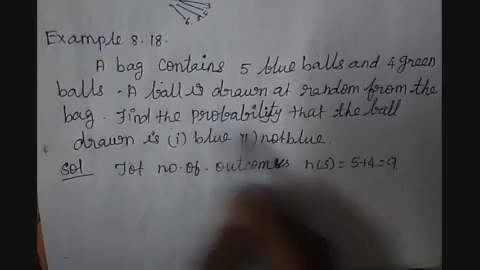 Example 8.18.
A bag contains 5 blue balls and 4 green
balls. A ball is drawn at random from the
bag. Find the probability that the ball
drawn is (i) blue ii) not blue.
Sol Tot no. of. outcomes n(s) = 5+4=9.